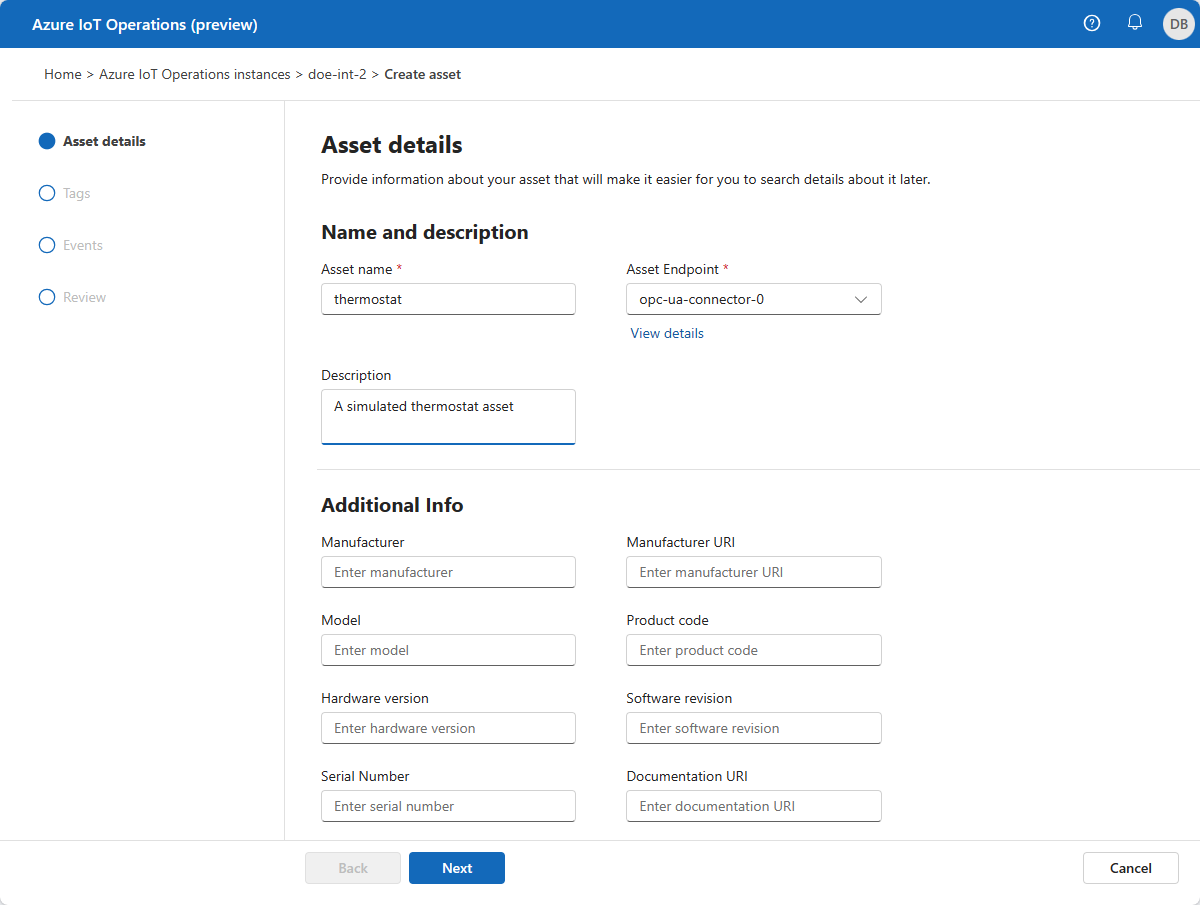 Azure IoT Operations (preview)
DB
Home > Azure IoT Operations instances > doe-int-2 > Create asset
Asset details
Tags
Events
Review
Asset details
Provide information about your asset that will make it easier for you to search details about it later.
Name and description
Asset name *
thermostat
Asset Endpoint *
opc-ua-connector-0
View details
Description
A simulated thermostat asset
Additional Info
Manufacturer
Enter manufacturer
Manufacturer URI
Enter manufacturer URI
Model
Enter model
Product code
Enter product code
Hardware version
Enter hardware version
Software revision
Enter software revision
Serial Number
Enter serial number
Documentation URI
Enter documentation URI
Back
Next
Cancel